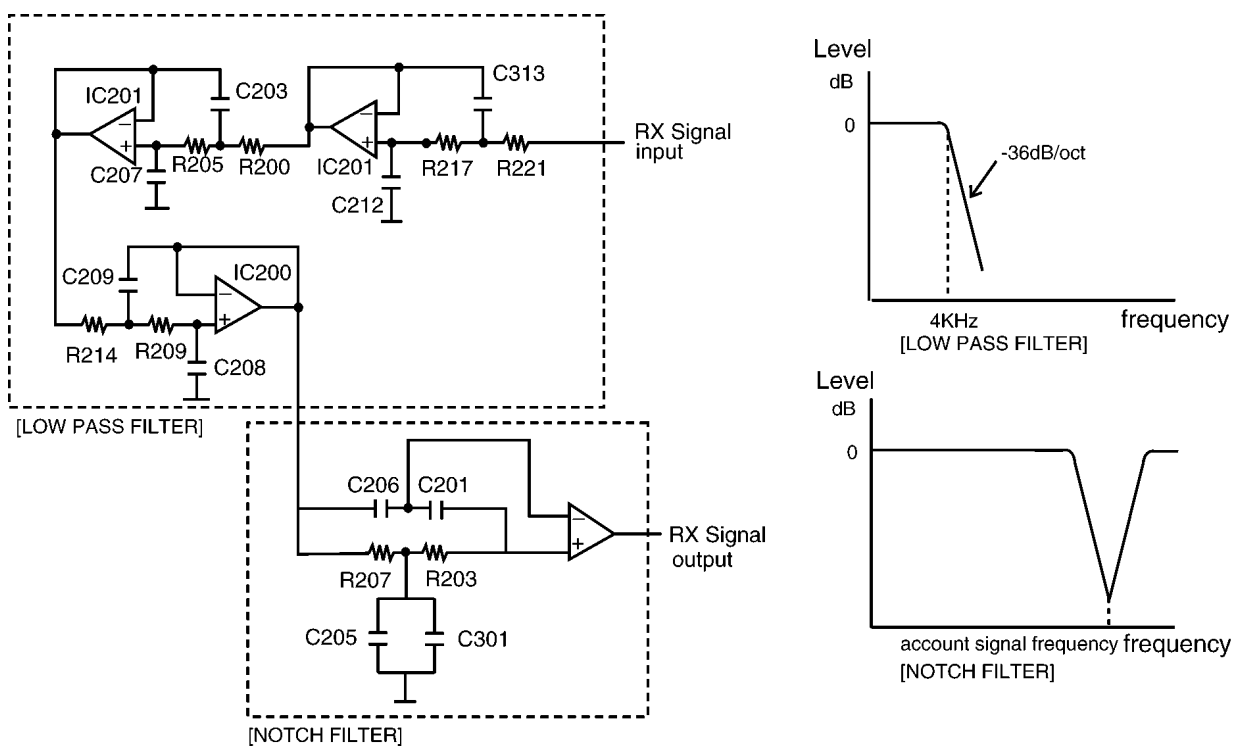 IC201
C203
−
+
C207
R205
R200
C313
−
+
IC201
R217
R221
C212
RX Signal
input
C209
IC200
−
+
R214
R209
C208
[LOW PASS FILTER]
C206
C201
−
+
RX Signal
output
R207
R203
C205
C301
[NOTCH FILTER]
Level
dB
0
-36dB/oct
4KHz
frequency
[LOW PASS FILTER]
Level
dB
0
account signal frequency
frequency
[NOTCH FILTER]